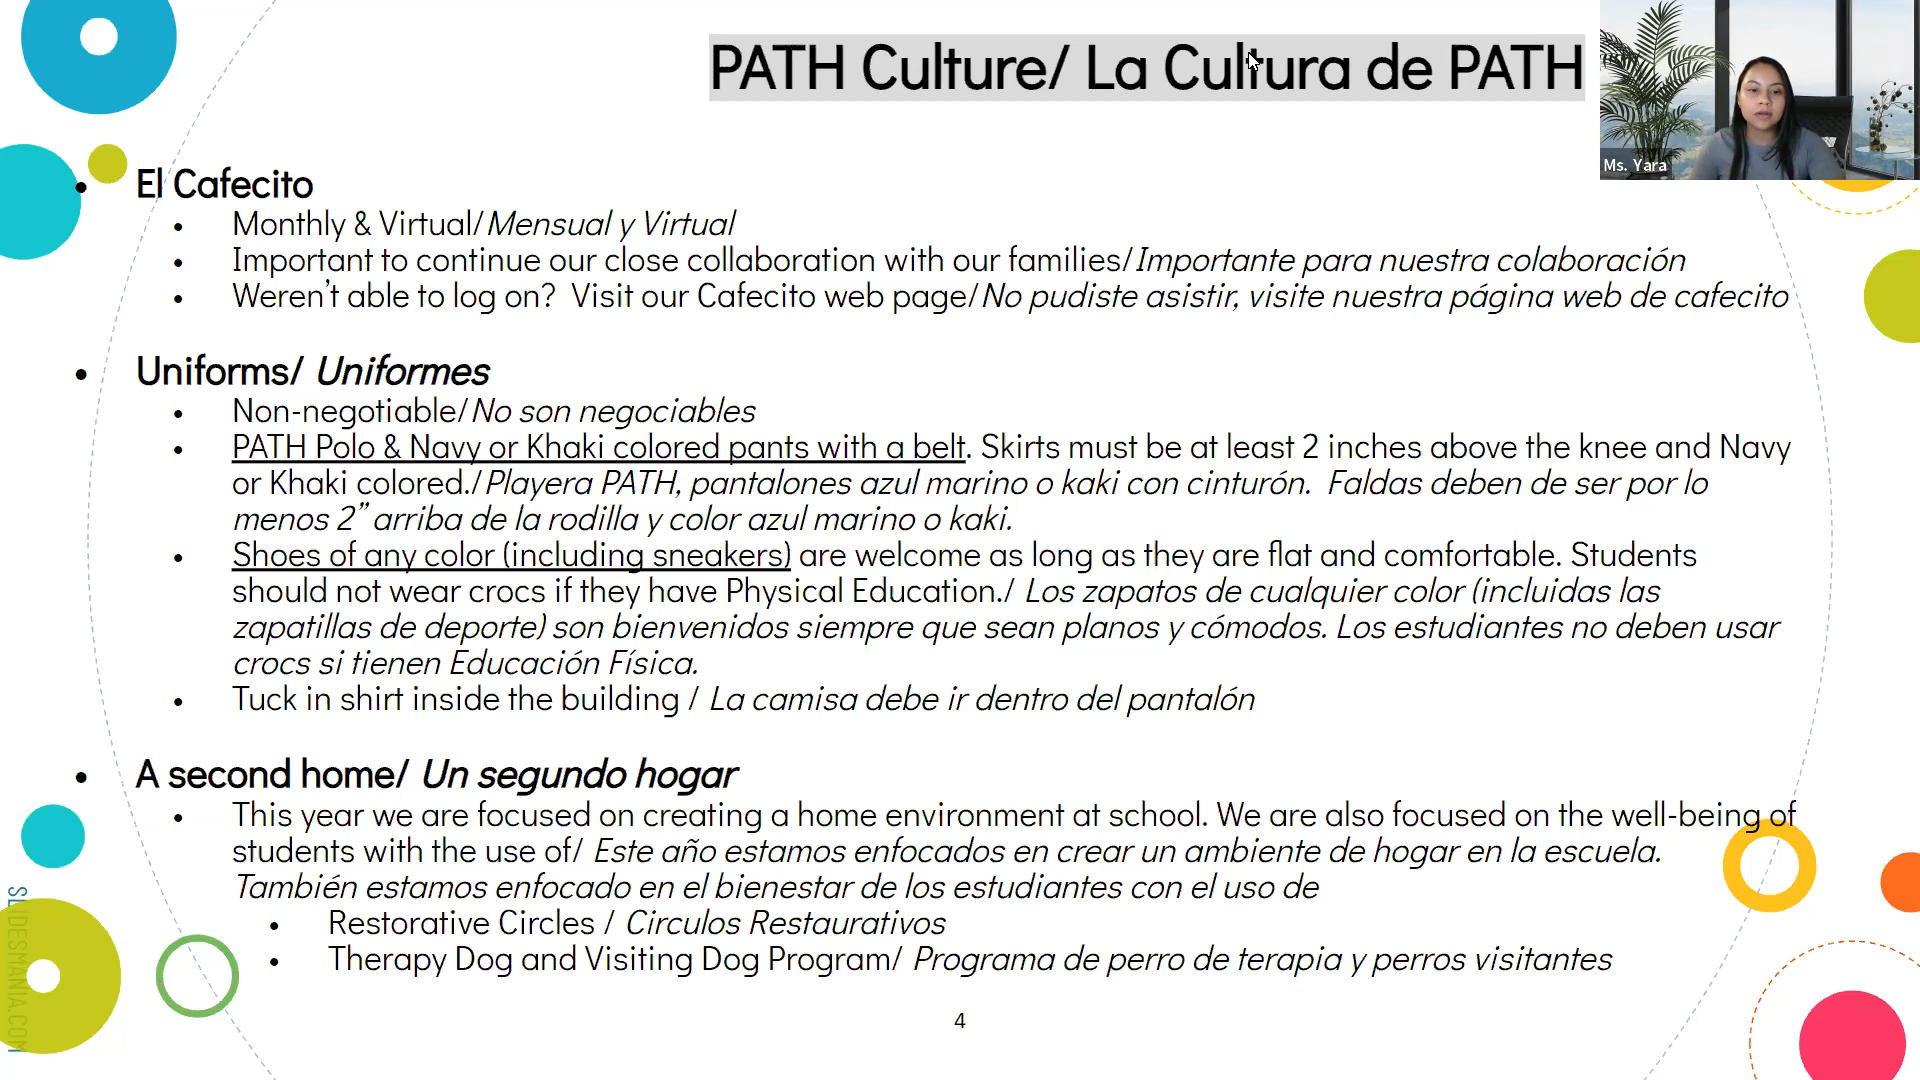 PATH Culture/ La Cultura de PATH
Ms. Yara
El Cafecito
Monthly & Virtual/Mensual y Virtual
Important to continue our close collaboration with our families/Importante para nuestra colaboración
Weren't able to log on? Visit our Cafecito web page/No pudiste asistir, visite nuestra página web de cafecito
Uniforms/ Uniformes
Non-negotiable/No son negociables
PATH Polo & Navy or Khaki colored pants with a belt. Skirts must be at least 2 inches above the knee and Navy
or Khaki colored./Playera PATH, pantalones azul marino o kaki con cinturón. Faldas deben de ser por lo
menos 2” arriba de la rodilla y color azul marino o kaki.
Shoes of any color (including sneakers) are welcome as long as they are flat and comfortable. Students
should not wear crocs if they have Physical Education./ Los zapatos de cualquier color (incluidas las
zapatillas de deporte) son bienvenidos siempre que sean planos y cómodos. Los estudiantes no deben usar
crocs si tienen Educación Física.
Tuck in shirt inside the building / La camisa debe ir dentro del pantalón
A second home/ Un segundo hogar
This year we are focused on creating a home environment at school. We are also focused on the well-being of
students with the use of/ Este año estamos enfocados en crear un ambiente de hogar en la escuela.
También estamos enfocado en el bienestar de los estudiantes con el uso de
Restorative Circles / Circulos Restaurativos
Therapy Dog and Visiting Dog Program/ Programa de perro de terapia y perros visitantes
4
SLIDESMANIA.COM